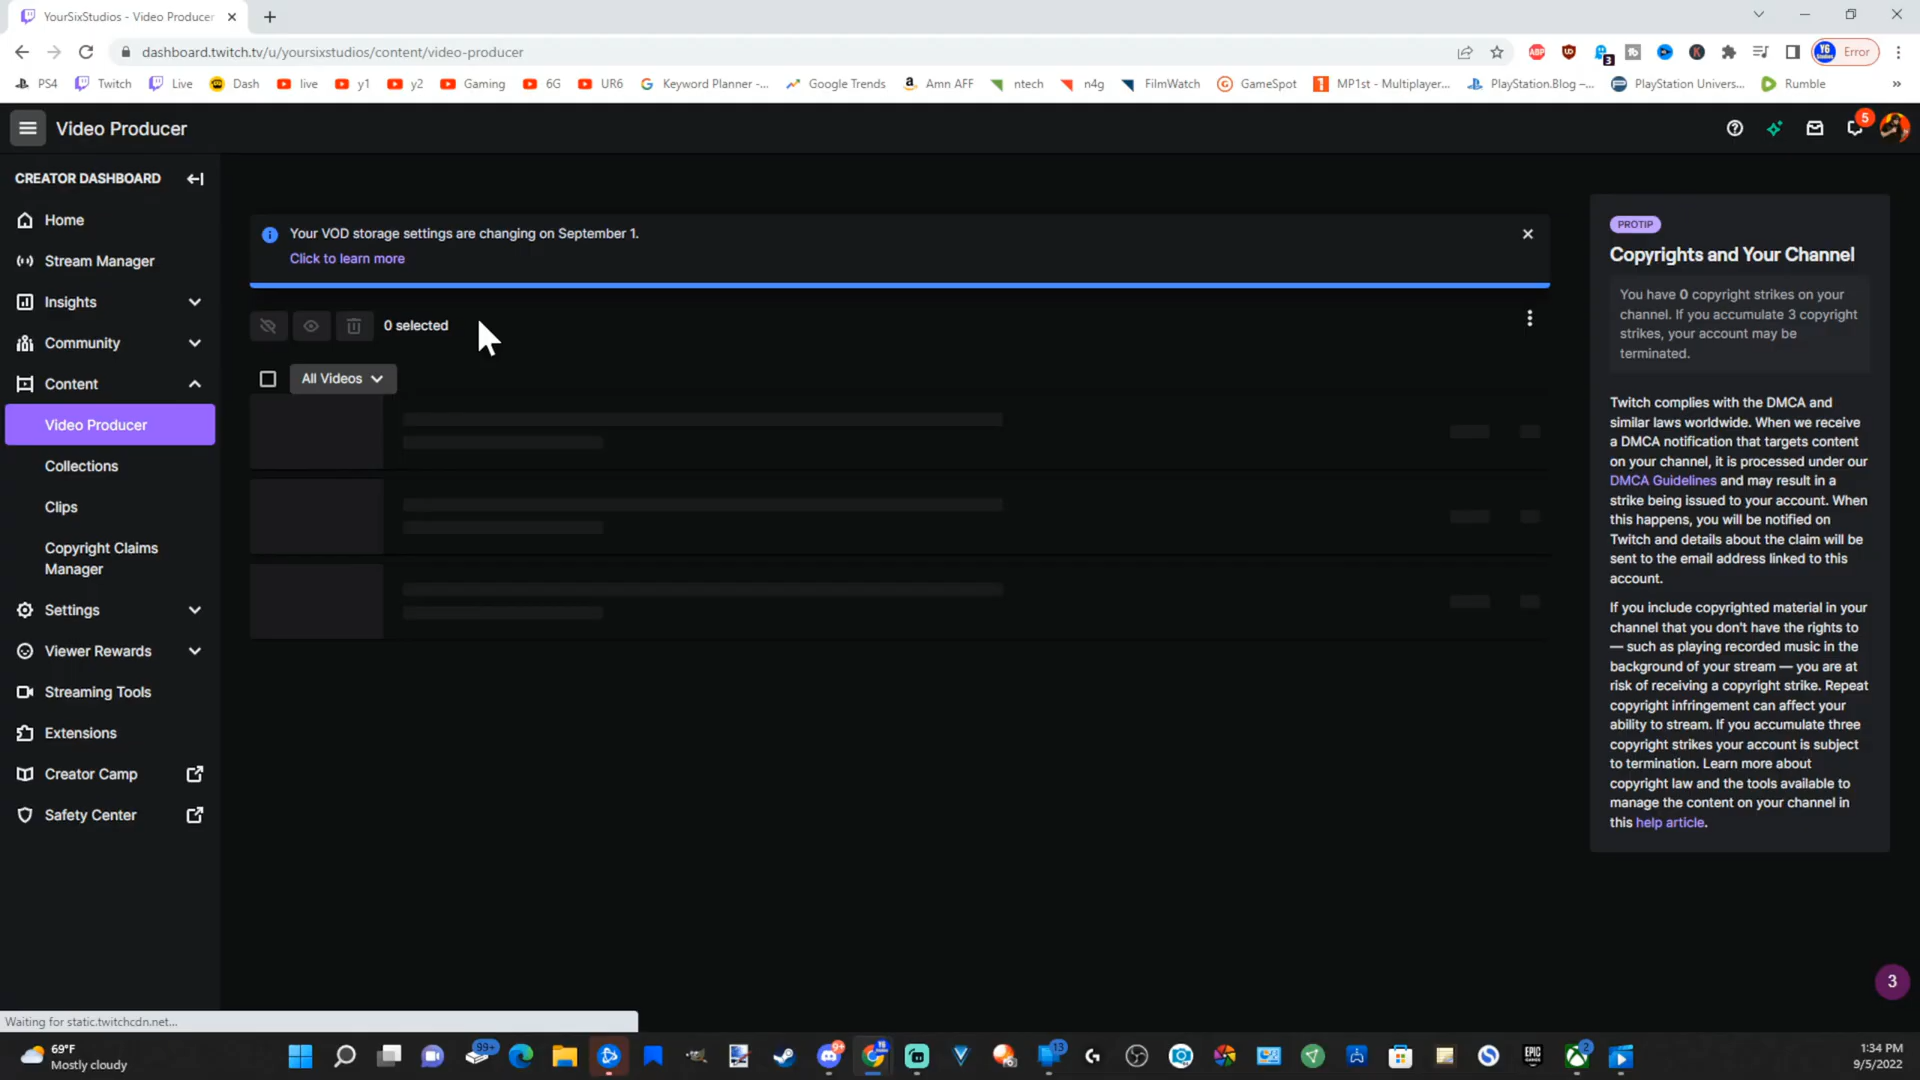 YourSixStudios - Video Producer
dashboard.twitch.tv/u/yoursixstudios/content/video-producer
ABP
3
Y6
Error
PS4
Twitch
Live
Dash
live
y1
y2
Gaming
6G
UR6
Keyword Planner -...
Google Trends
Amn AFF
ntech
n4g
FilmWatch
GameSpot
MP1st - Multiplayer...
PlayStation.Blog –...
PlayStation Univers...
Rumble
»
Video Producer
5
CREATOR DASHBOARD
Home
Stream Manager
Insights
Community
Content
Video Producer
Collections
Clips
Copyright Claims
Manager
Settings
Viewer Rewards
Streaming Tools
Extensions
Creator Camp
Safety Center
Your VOD storage settings are changing on September 1.
Click to learn more
0 selected
All Videos
PROTIP
Copyrights and Your Channel
You have 0 copyright strikes on your
channel. If you accumulate 3 copyright
strikes, your account may be
terminated.
Twitch complies with the DMCA and
similar laws worldwide. When we receive
a DMCA notification that targets content
on your channel, it is processed under our
DMCA Guidelines and may result in a
strike being issued to your account. When
this happens, you will be notified on
Twitch and details about the claim will be
sent to the email address linked to this
account.
If you include copyrighted material in your
channel that you don't have the rights to
— such as playing recorded music in the
background of your stream — you are at
risk of receiving a copyright strike. Repeat
copyright infringement can affect your
ability to stream. If you accumulate three
copyright strikes your account is subject
to termination. Learn more about
copyright law and the tools available to
manage the content on your channel in
this help article.
3
Waiting for static.twitchcdn.net...
69°F
Mostly cloudy
99+
9+
13
EPIC
2
1:34 PM
9/5/2022